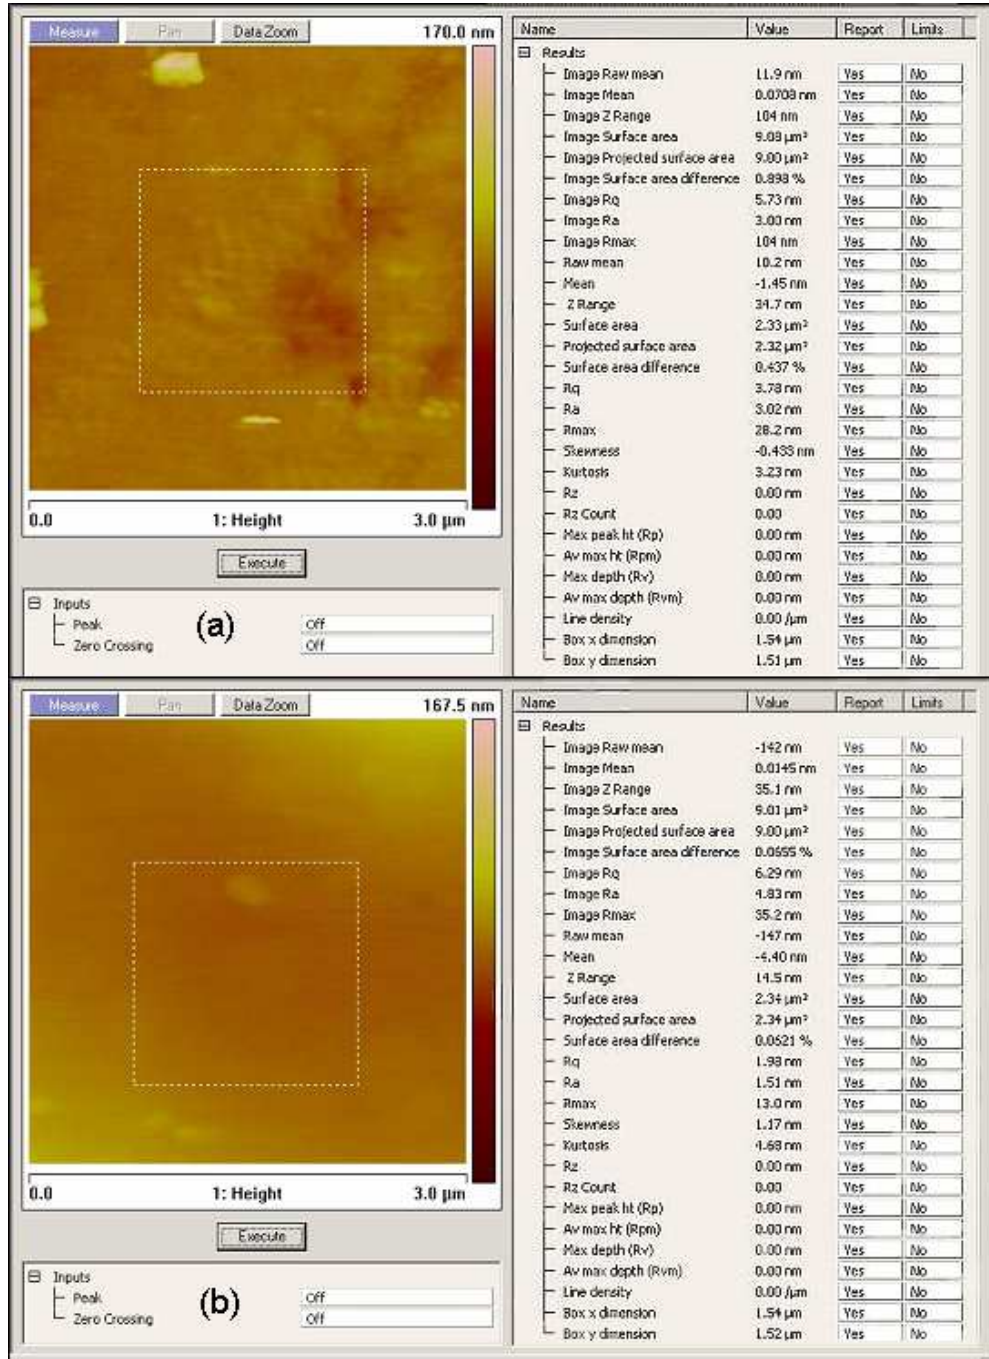 Measure Pan Data Zoom 170.0 nm
0.0 1: Height 3.0 µm
Execute
Inputs
Peak Off
Zero Crossing Off
(a)
Name Value Report Limits
Results
Image Raw mean 11.9 nm Yes No
Image Mean 0.0708 nm Yes No
Image Z Range 104 nm Yes No
Image Surface area 9.08 µm² Yes No
Image Projected surface area 9.00 µm² Yes No
Image Surface area difference 0.898 % Yes No
Image Rq 5.73 nm Yes No
Image Ra 3.00 nm Yes No
Image Rmax 104 nm Yes No
Raw mean 10.2 nm Yes No
Mean -1.45 nm Yes No
Z Range 34.7 nm Yes No
Surface area 2.33 µm² Yes No
Projected surface area 2.32 µm² Yes No
Surface area difference 0.437 % Yes No
Rq 3.78 nm Yes No
Ra 3.02 nm Yes No
Rmax 28.2 nm Yes No
Skewness -0.433 nm Yes No
Kurtosis 3.23 nm Yes No
Rz 0.00 nm Yes No
Rz Count 0.00 Yes No
Max peak ht (Rp) 0.00 nm Yes No
Av max ht (Rpm) 0.00 nm Yes No
Max depth (Rv) 0.00 nm Yes No
Av max depth (Rvm) 0.00 nm Yes No
Line density 0.00 /µm Yes No
Box x dimension 1.54 µm Yes No
Box y dimension 1.51 µm Yes No
Measure Pan Data Zoom 167.5 nm
0.0 1: Height 3.0 µm
Execute
Inputs
Peak Off
Zero Crossing Off
(b)
Name Value Report Limits
Results
Image Raw mean -142 nm Yes No
Image Mean 0.0145 nm Yes No
Image Z Range 35.1 nm Yes No
Image Surface area 9.01 µm² Yes No
Image Projected surface area 9.00 µm² Yes No
Image Surface area difference 0.0655 % Yes No
Image Rq 6.29 nm Yes No
Image Ra 4.83 nm Yes No
Image Rmax 35.2 nm Yes No
Raw mean -147 nm Yes No
Mean -4.40 nm Yes No
Z Range 14.5 nm Yes No
Surface area 2.34 µm² Yes No
Projected surface area 2.34 µm² Yes No
Surface area difference 0.0621 % Yes No
Rq 1.98 nm Yes No
Ra 1.51 nm Yes No
Rmax 13.0 nm Yes No
Skewness 1.17 nm Yes No
Kurtosis 4.68 nm Yes No
Rz 0.00 nm Yes No
Rz Count 0.00 Yes No
Max peak ht (Rp) 0.00 nm Yes No
Av max ht (Rpm) 0.00 nm Yes No
Max depth (Rv) 0.00 nm Yes No
Av max depth (Rvm) 0.00 nm Yes No
Line density 0.00 /µm Yes No
Box x dimension 1.54 µm Yes No
Box y dimension 1.52 µm Yes No